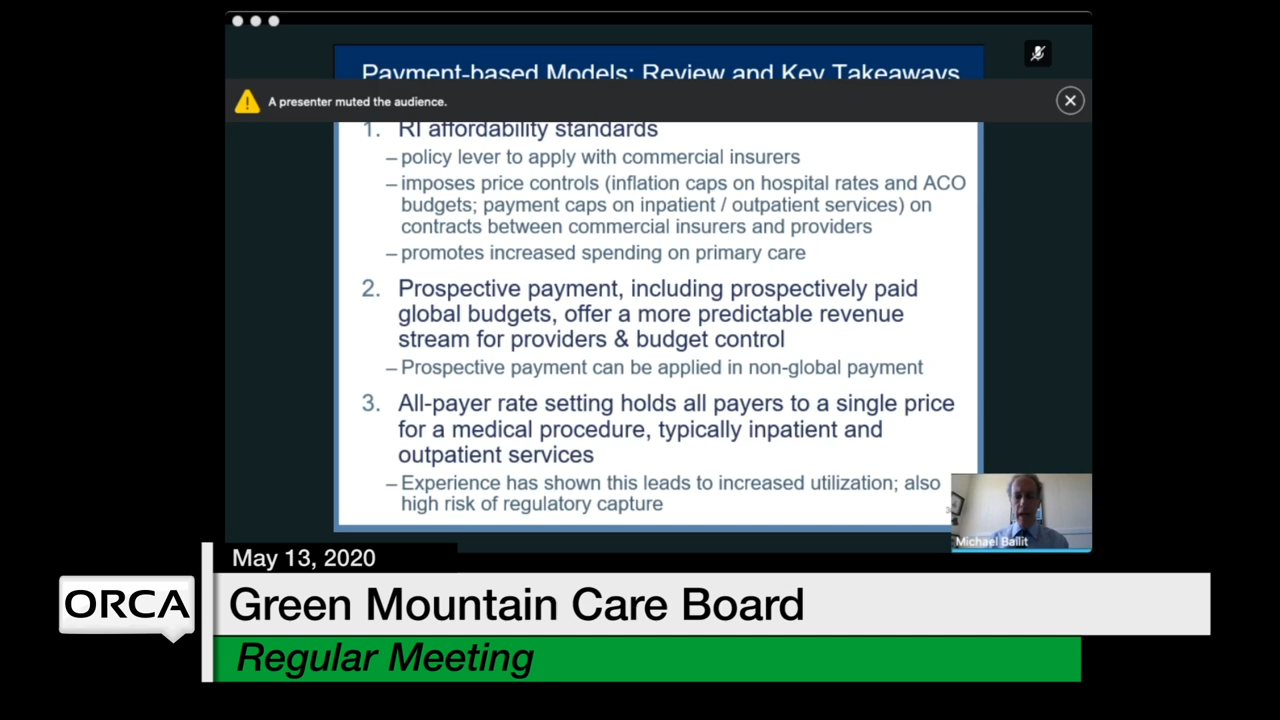 Payment-based Models: Review and Key Takeaways
A presenter muted the audience.
1. RI affordability standards
– policy lever to apply with commercial insurers
– imposes price controls (inflation caps on hospital rates and ACO
budgets; payment caps on inpatient / outpatient services) on
contracts between commercial insurers and providers
– promotes increased spending on primary care
2. Prospective payment, including prospectively paid
global budgets, offer a more predictable revenue
stream for providers & budget control
– Prospective payment can be applied in non-global payment
3. All-payer rate setting holds all payers to a single price
for a medical procedure, typically inpatient and
outpatient services
– Experience has shown this leads to increased utilization; also
high risk of regulatory capture
Michael Bailit
May 13, 2020
ORCA
Green Mountain Care Board
Regular Meeting